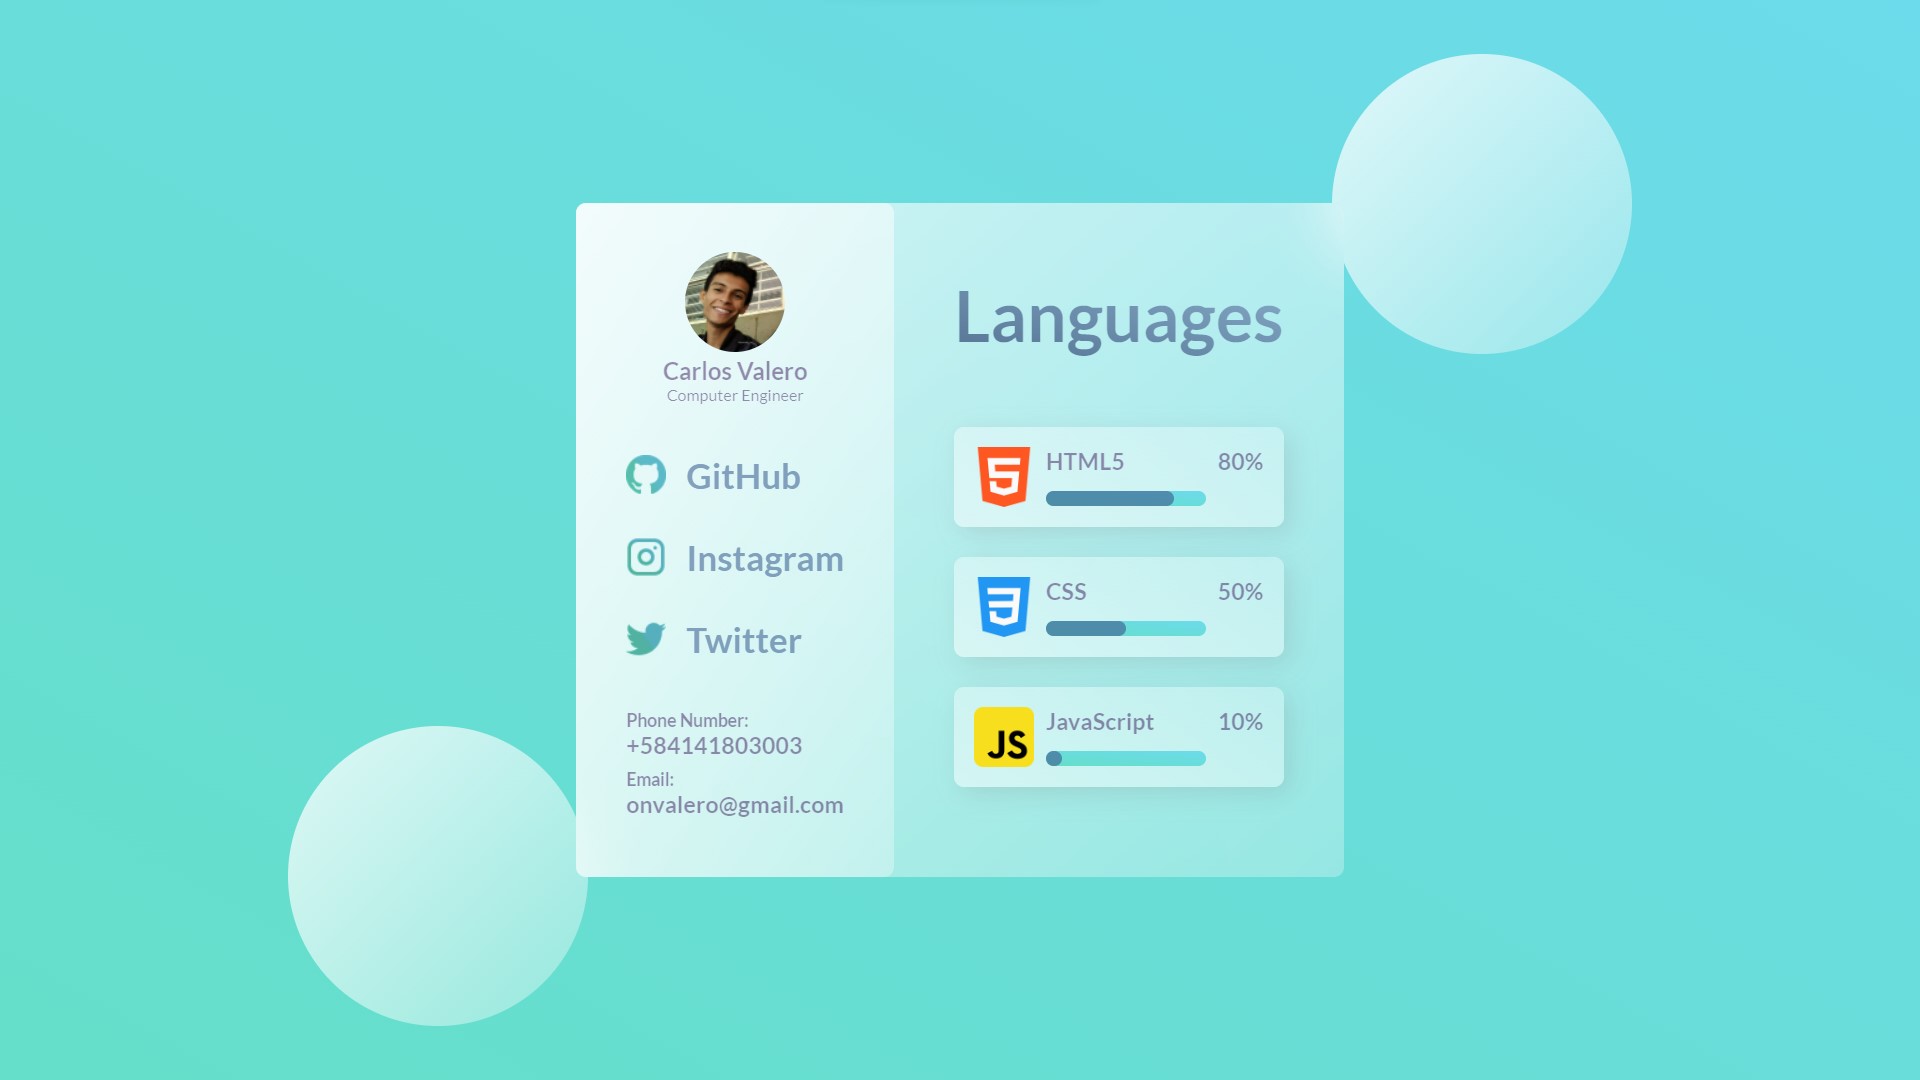 Carlos Valero
Computer Engineer
GitHub
Instagram
Twitter
Phone Number:
+584141803003
Email:
onvalero@gmail.com
Languages
HTML5 80%
CSS 50%
JS JavaScript 10%